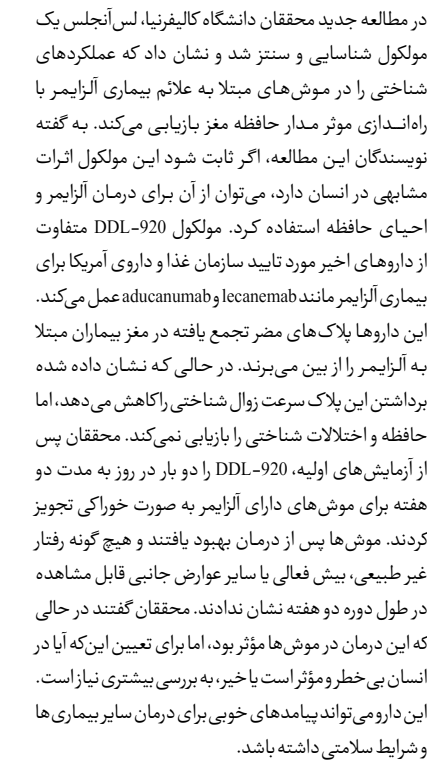 در مطالعه جدید محققان دانشگاه کالیفرنیا، لس‌آنجلس یک
مولکول شناسایی و سنتز شد و نشان داد که عملکردهای
شناختی را در موش‌های مبتلا به علائم بیماری آلزایمر با
راه‌اندازی موثر مدار حافظه مغز بازیابی می‌کند. به گفته
نویسندگان این مطالعه، اگر ثابت شود این مولکول اثرات
مشابهی در انسان دارد، می‌توان از آن برای درمان آلزایمر و
احیای حافظه استفاده کرد. مولکول DDL-920 متفاوت
از داروهای اخیر مورد تایید سازمان غذا و داروی آمریکا برای
بیماری آلزایمر مانند lecanemab و aducanumab عمل می‌کند.
این داروها پلاک‌های مضر تجمع یافته در مغز بیماران مبتلا
به آلزایمر را از بین می‌برند. در حالی که نشان داده شده
برداشتن این پلاک سرعت زوال شناختی را کاهش می‌دهد، اما
حافظه و اختلالات شناختی را بازیابی نمی‌کند. محققان پس
از آزمایش‌های اولیه، DDL-920 را دو بار در روز به مدت دو
هفته برای موش‌های دارای آلزایمر به صورت خوراکی تجویز
کردند. موش‌ها پس از درمان بهبود یافتند و هیچ گونه رفتار
غیر طبیعی، بیش فعالی یا سایر عوارض جانبی قابل مشاهده
در طول دوره دو هفته نشان ندادند. محققان گفتند در حالی
که این درمان در موش‌ها مؤثر بود، اما برای تعیین این‌که آیا در
انسان بی‌خطر و مؤثر است یا خیر، به بررسی بیشتری نیاز است.
این دارو می‌تواند پیامدهای خوبی برای درمان سایر بیماری‌ها
و شرایط سلامتی داشته باشد.